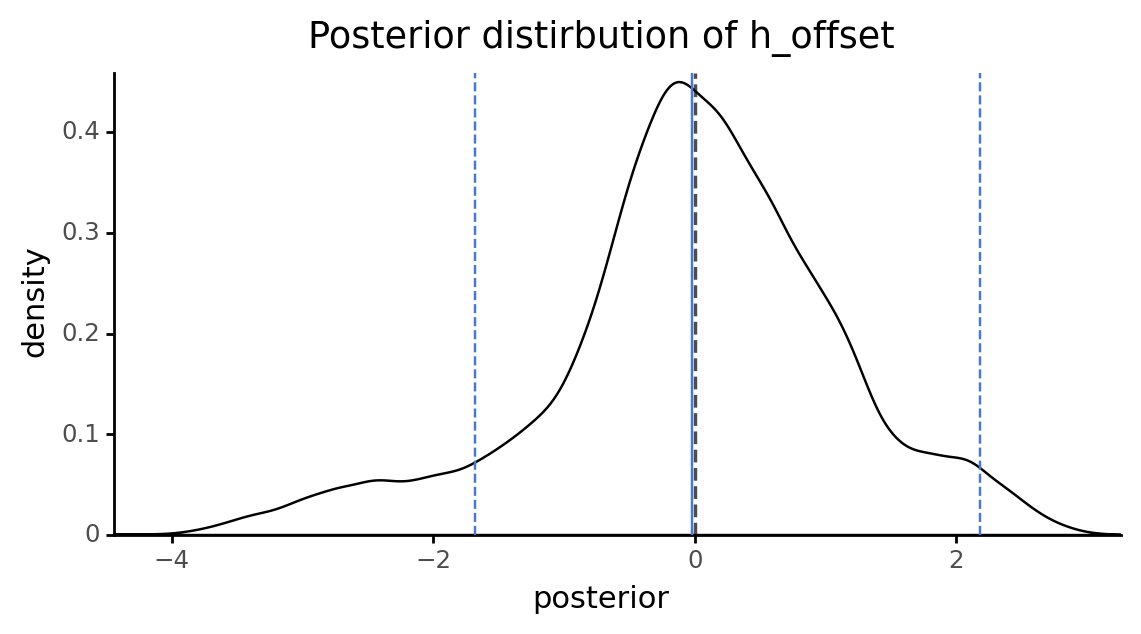 Posterior distirbution of h_offset
density
0.4
0.3
0.2
0.1
0
−4 −2 0 2
posterior